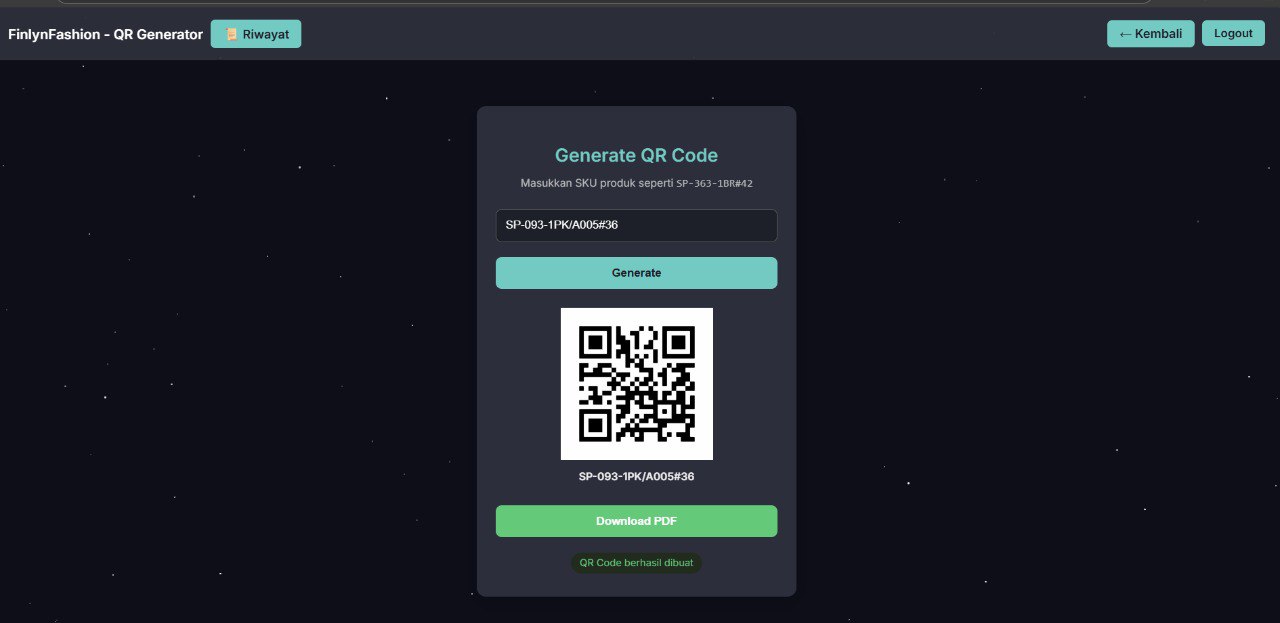 FinlynFashion - QR Generator
📜 Riwayat
← Kembali
Logout
Generate QR Code
Masukkan SKU produk seperti SP-363-1BR#42
SP-093-1PK/A005#36
Generate
SP-093-1PK/A005#36
Download PDF
QR Code berhasil dibuat